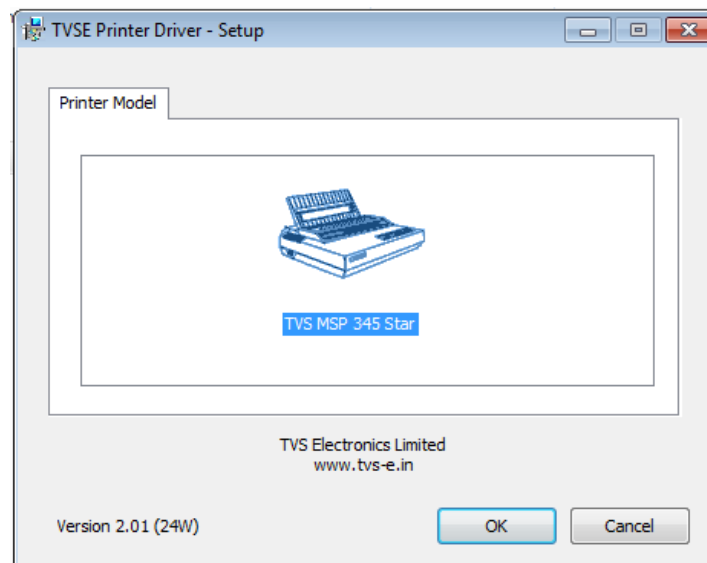 TVSE Printer Driver - Setup
Printer Model
TVS MSP 345 Star
TVS Electronics Limited
www.tvs-e.in
Version 2.01 (24W)
OK
Cancel